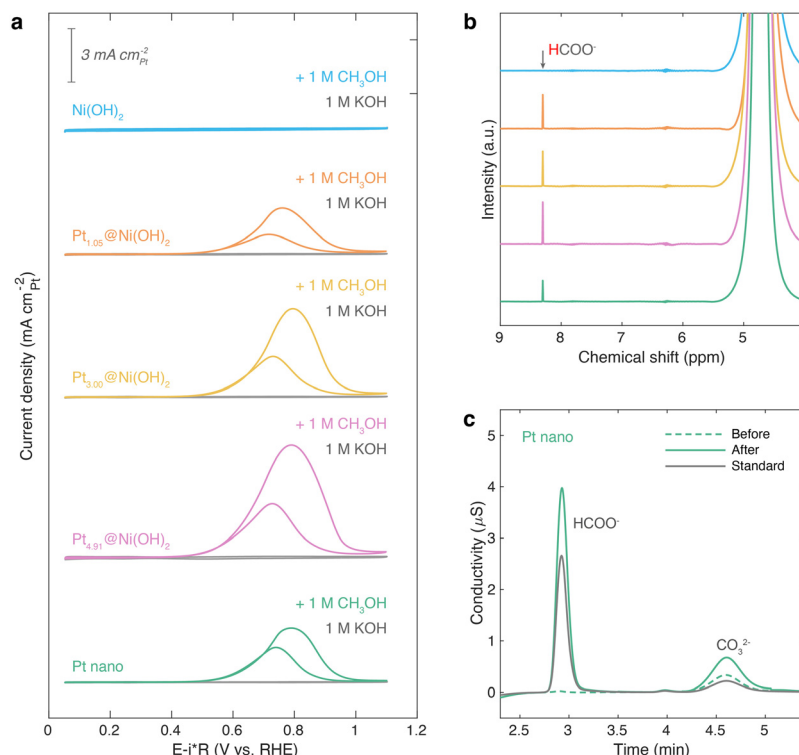 a
3 mA cm⁻²Pt
+ 1 M CH₃OH
1 M KOH
Ni(OH)₂
+ 1 M CH₃OH
1 M KOH
Pt₁.₀₅@Ni(OH)₂
+ 1 M CH₃OH
1 M KOH
Pt₃.₀₀@Ni(OH)₂
+ 1 M CH₃OH
1 M KOH
Pt₄.₉₁@Ni(OH)₂
+ 1 M CH₃OH
1 M KOH
Pt nano
Current density (mA cm⁻²Pt)
0 0.2 0.4 0.6 0.8 1 1.2
E-i*R (V vs. RHE)
b
HCOO⁻
Intensity (a.u.)
9 8 7 6 5
Chemical shift (ppm)
c
Pt nano
Before
After
Standard
HCOO⁻
CO₃²⁻
Conductivity (µS)
5
4
3
2
1
0
2.5 3 3.5 4 4.5 5
Time (min)